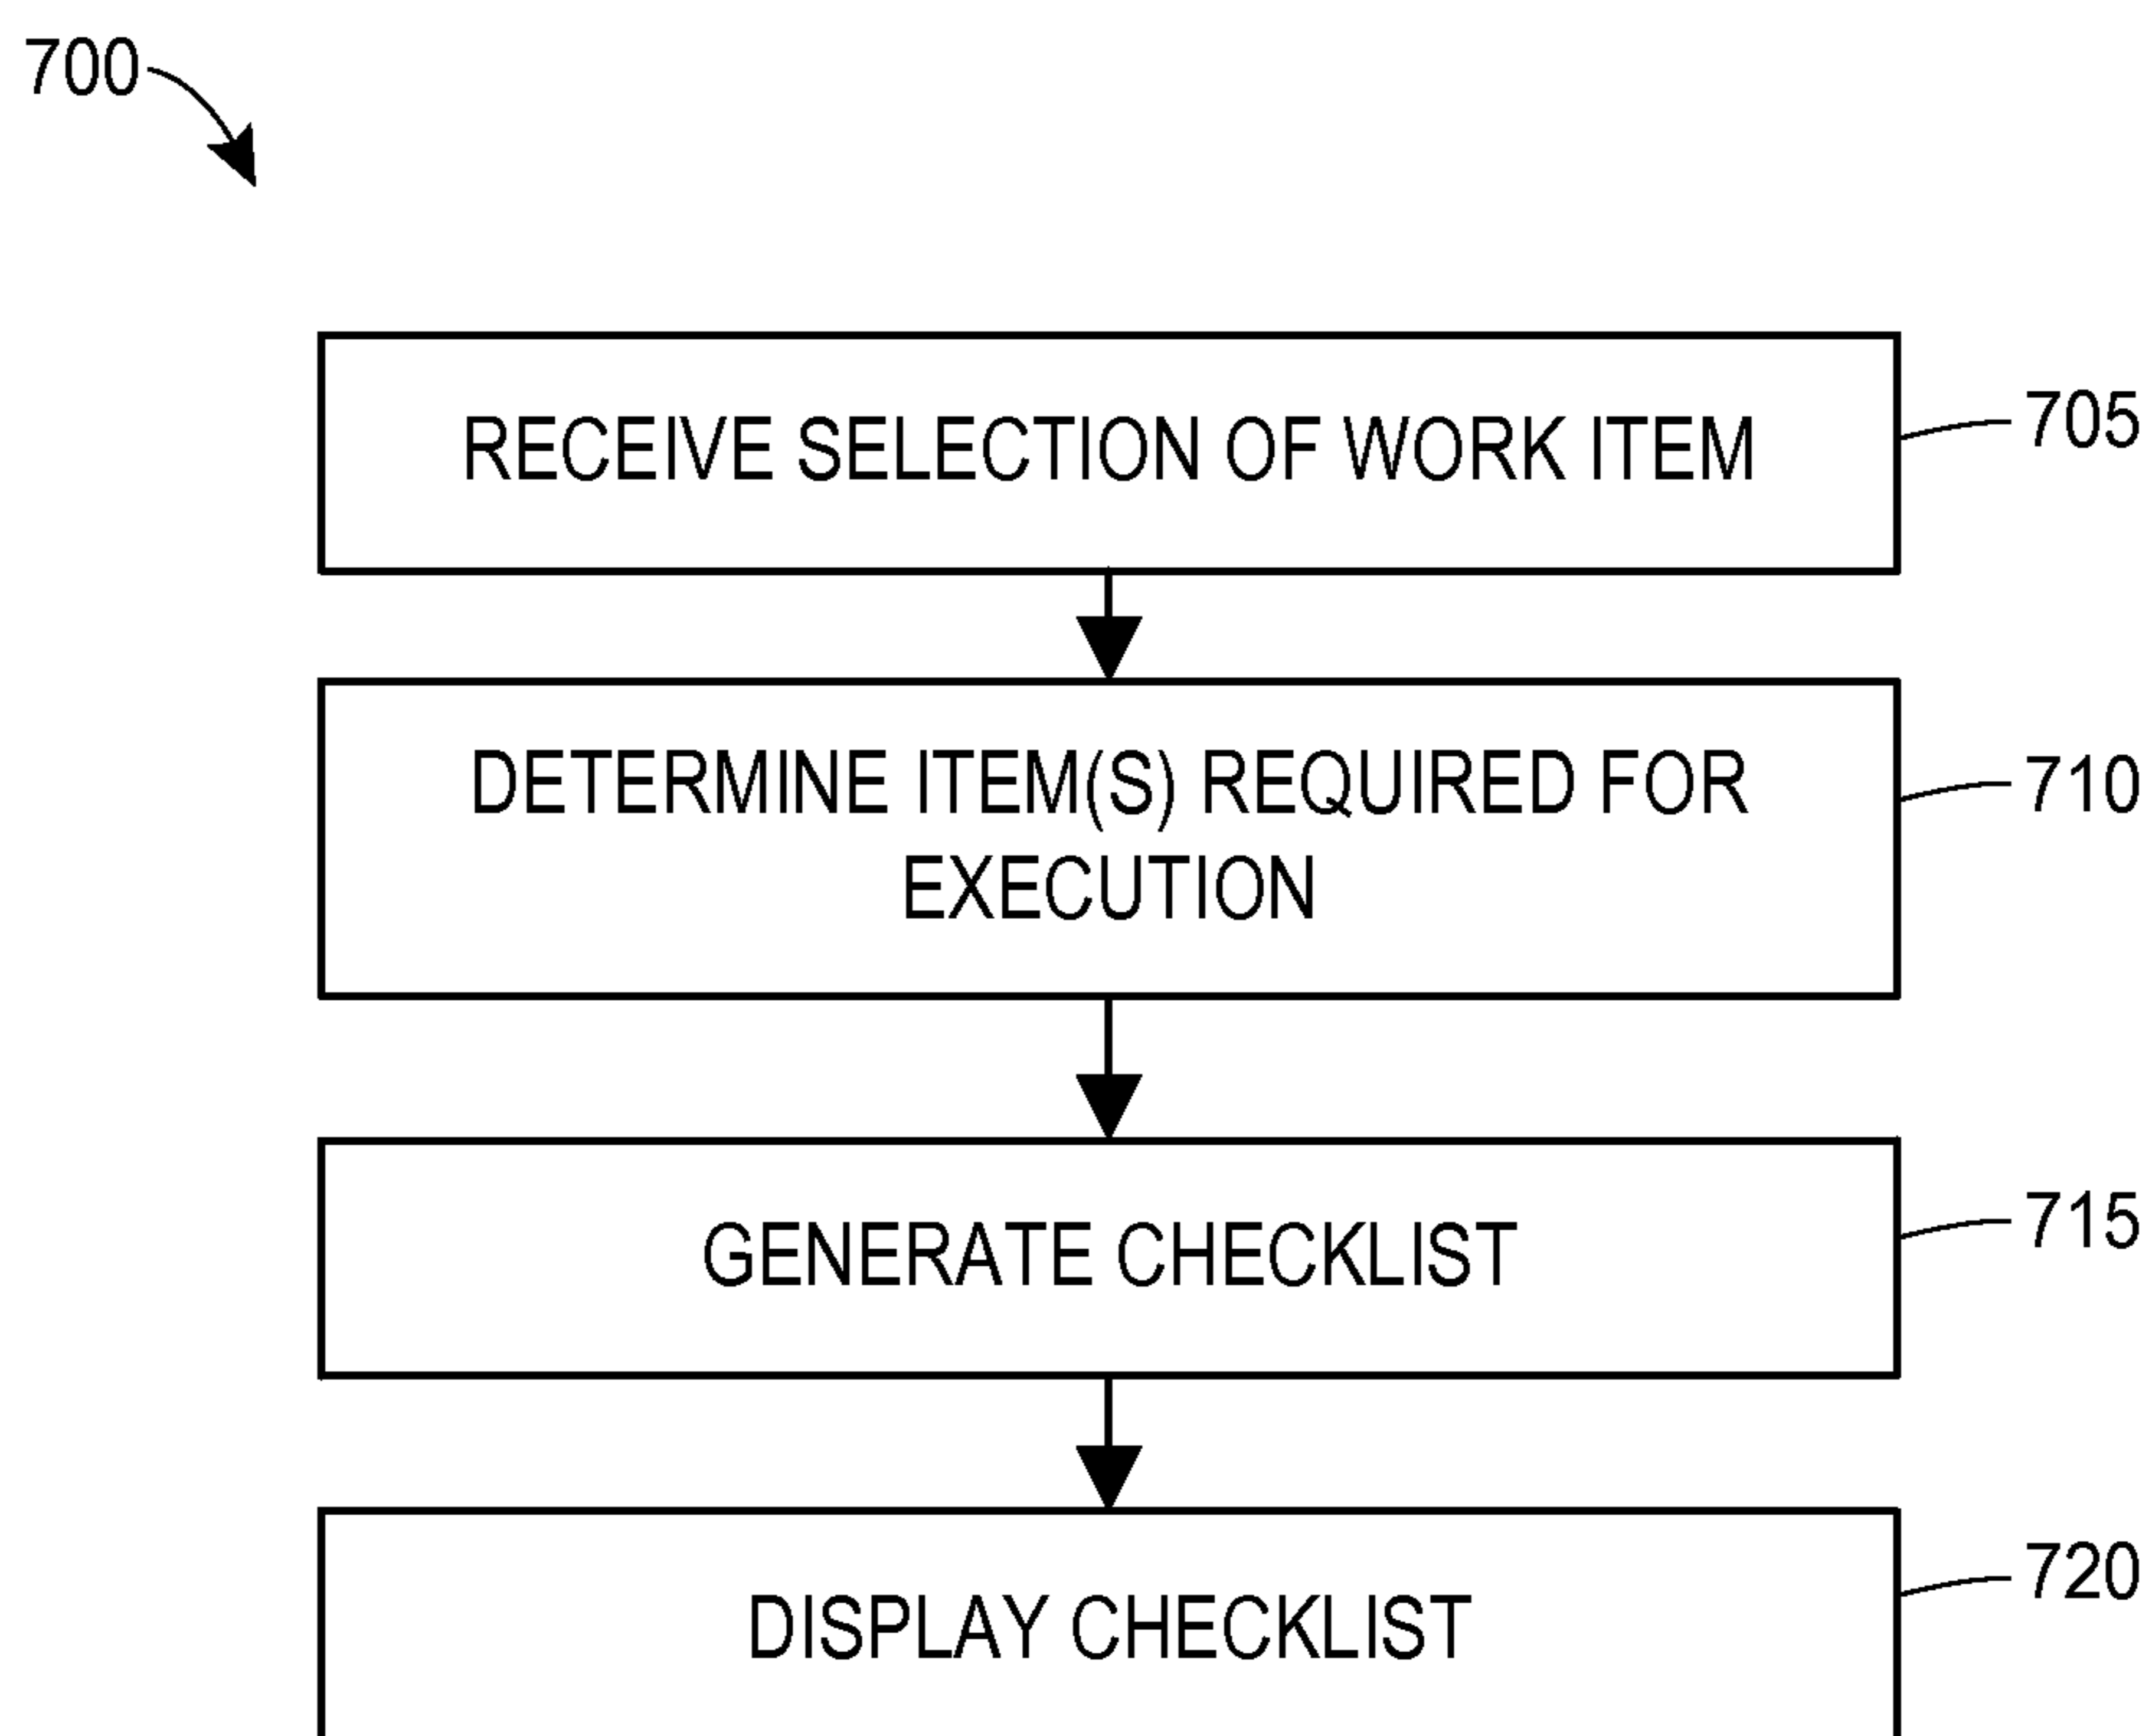 700
RECEIVE SELECTION OF WORK ITEM
705
DETERMINE ITEM(S) REQUIRED FOR
EXECUTION
710
GENERATE CHECKLIST
715
DISPLAY CHECKLIST
720